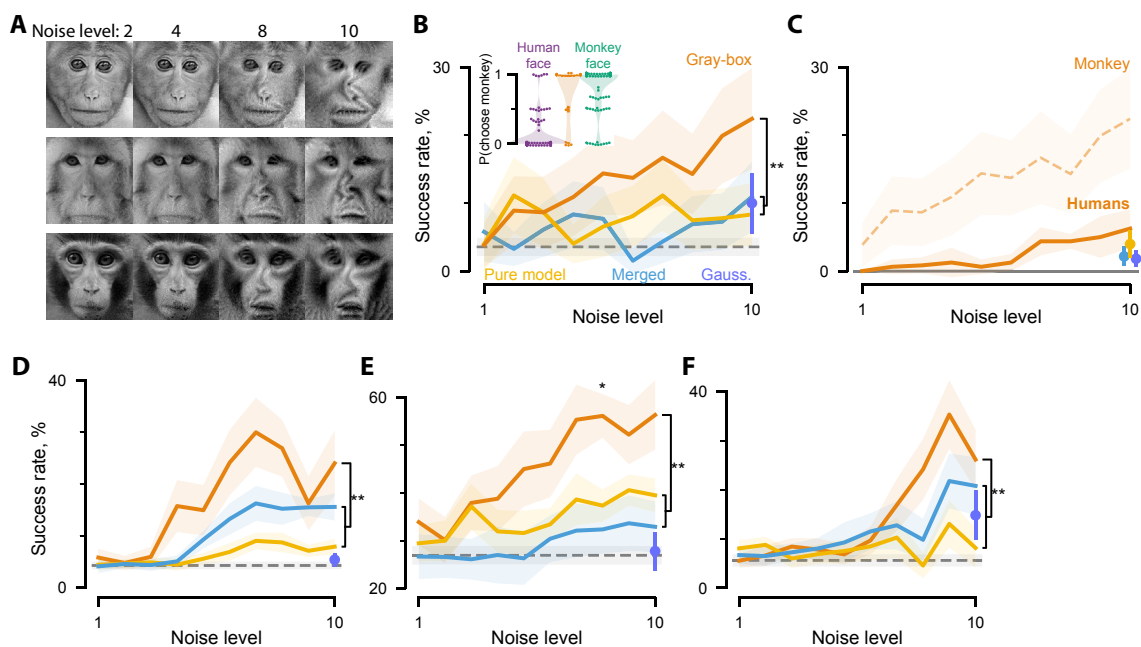 A
Noise level: 2 4 8 10
B
Success rate, %
30
0
P(choose monkey)
1
0
Human face
Monkey face
Gray-box
**
Pure model
Merged
Gauss.
1
10
Noise level
C
Success rate, %
30
0
Monkey
Humans
1
10
Noise level
D
Success rate, %
40
0
**
1
10
Noise level
E
60
20
*
**
1
10
Noise level
F
40
0
**
1
10
Noise level